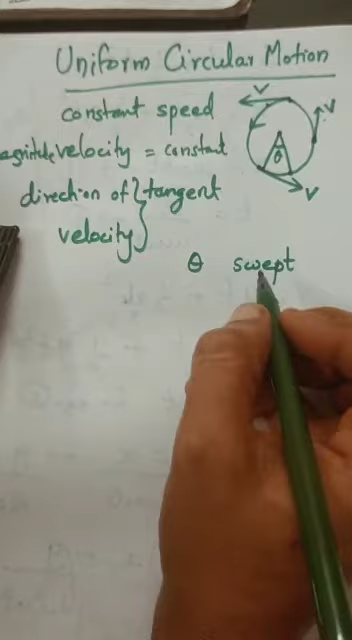 Uniform Circular Motion
constant speed
agnitude velocity = constant
direction of } tangent
velocity
θ swept
V
V
V
θ